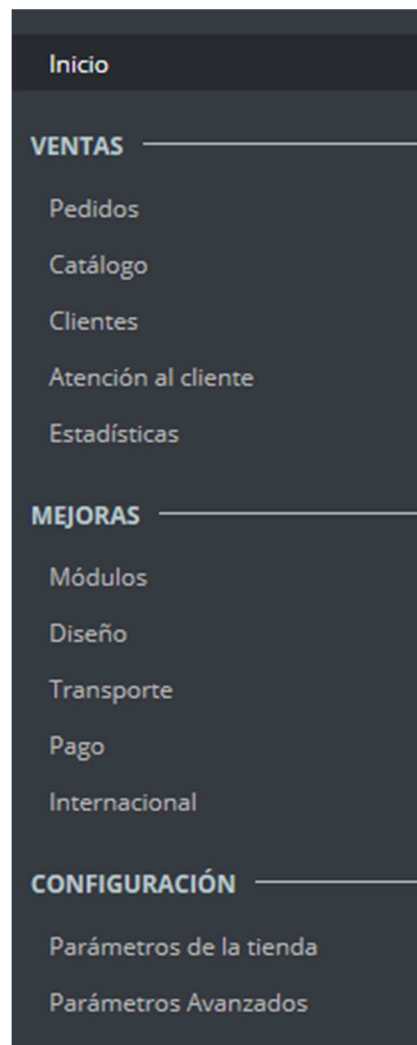 Inicio
VENTAS
Pedidos
Catálogo
Clientes
Atención al cliente
Estadísticas
MEJORAS
Módulos
Diseño
Transporte
Pago
Internacional
CONFIGURACIÓN
Parámetros de la tienda
Parámetros Avanzados